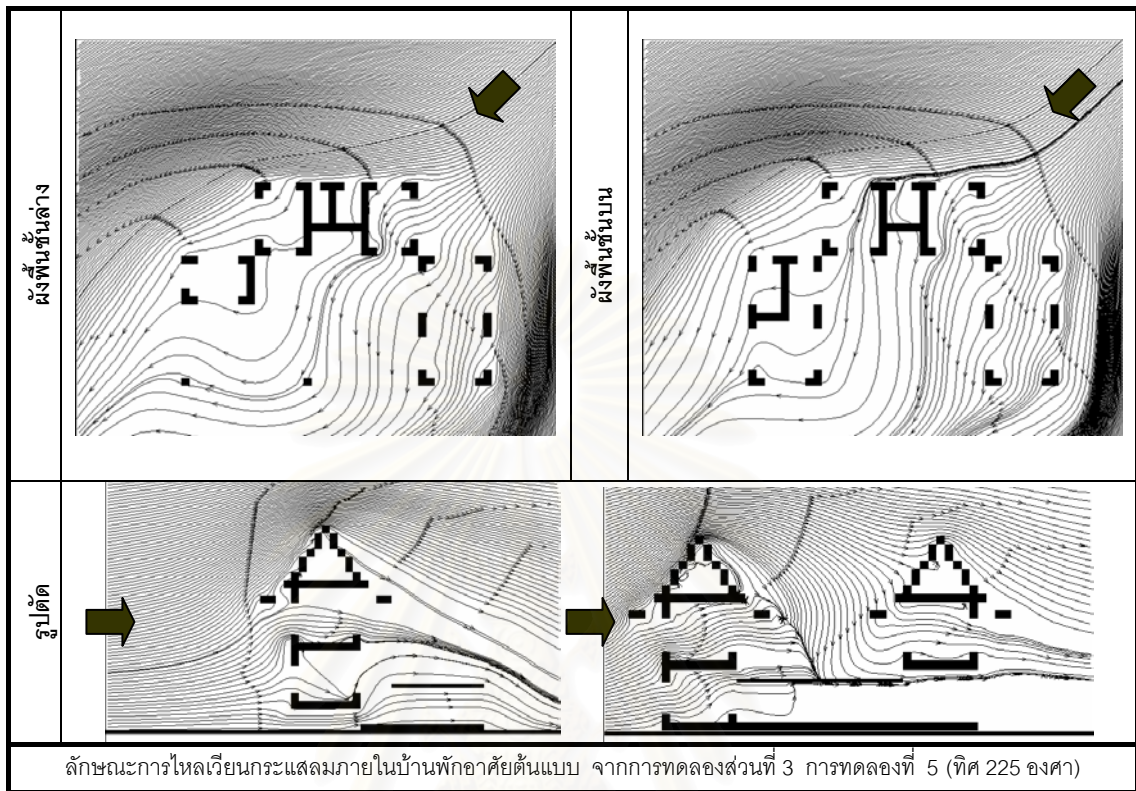 ผังพื้นชั้นล่าง
ผังพื้นชั้นบน
รูปตัด
ลักษณะการไหลเวียนกระแสลมภายในบ้านพักอาศัยต้นแบบ จากการทดลองส่วนที่ 3 การทดลองที่ 5 (ทิศ 225 องศา)